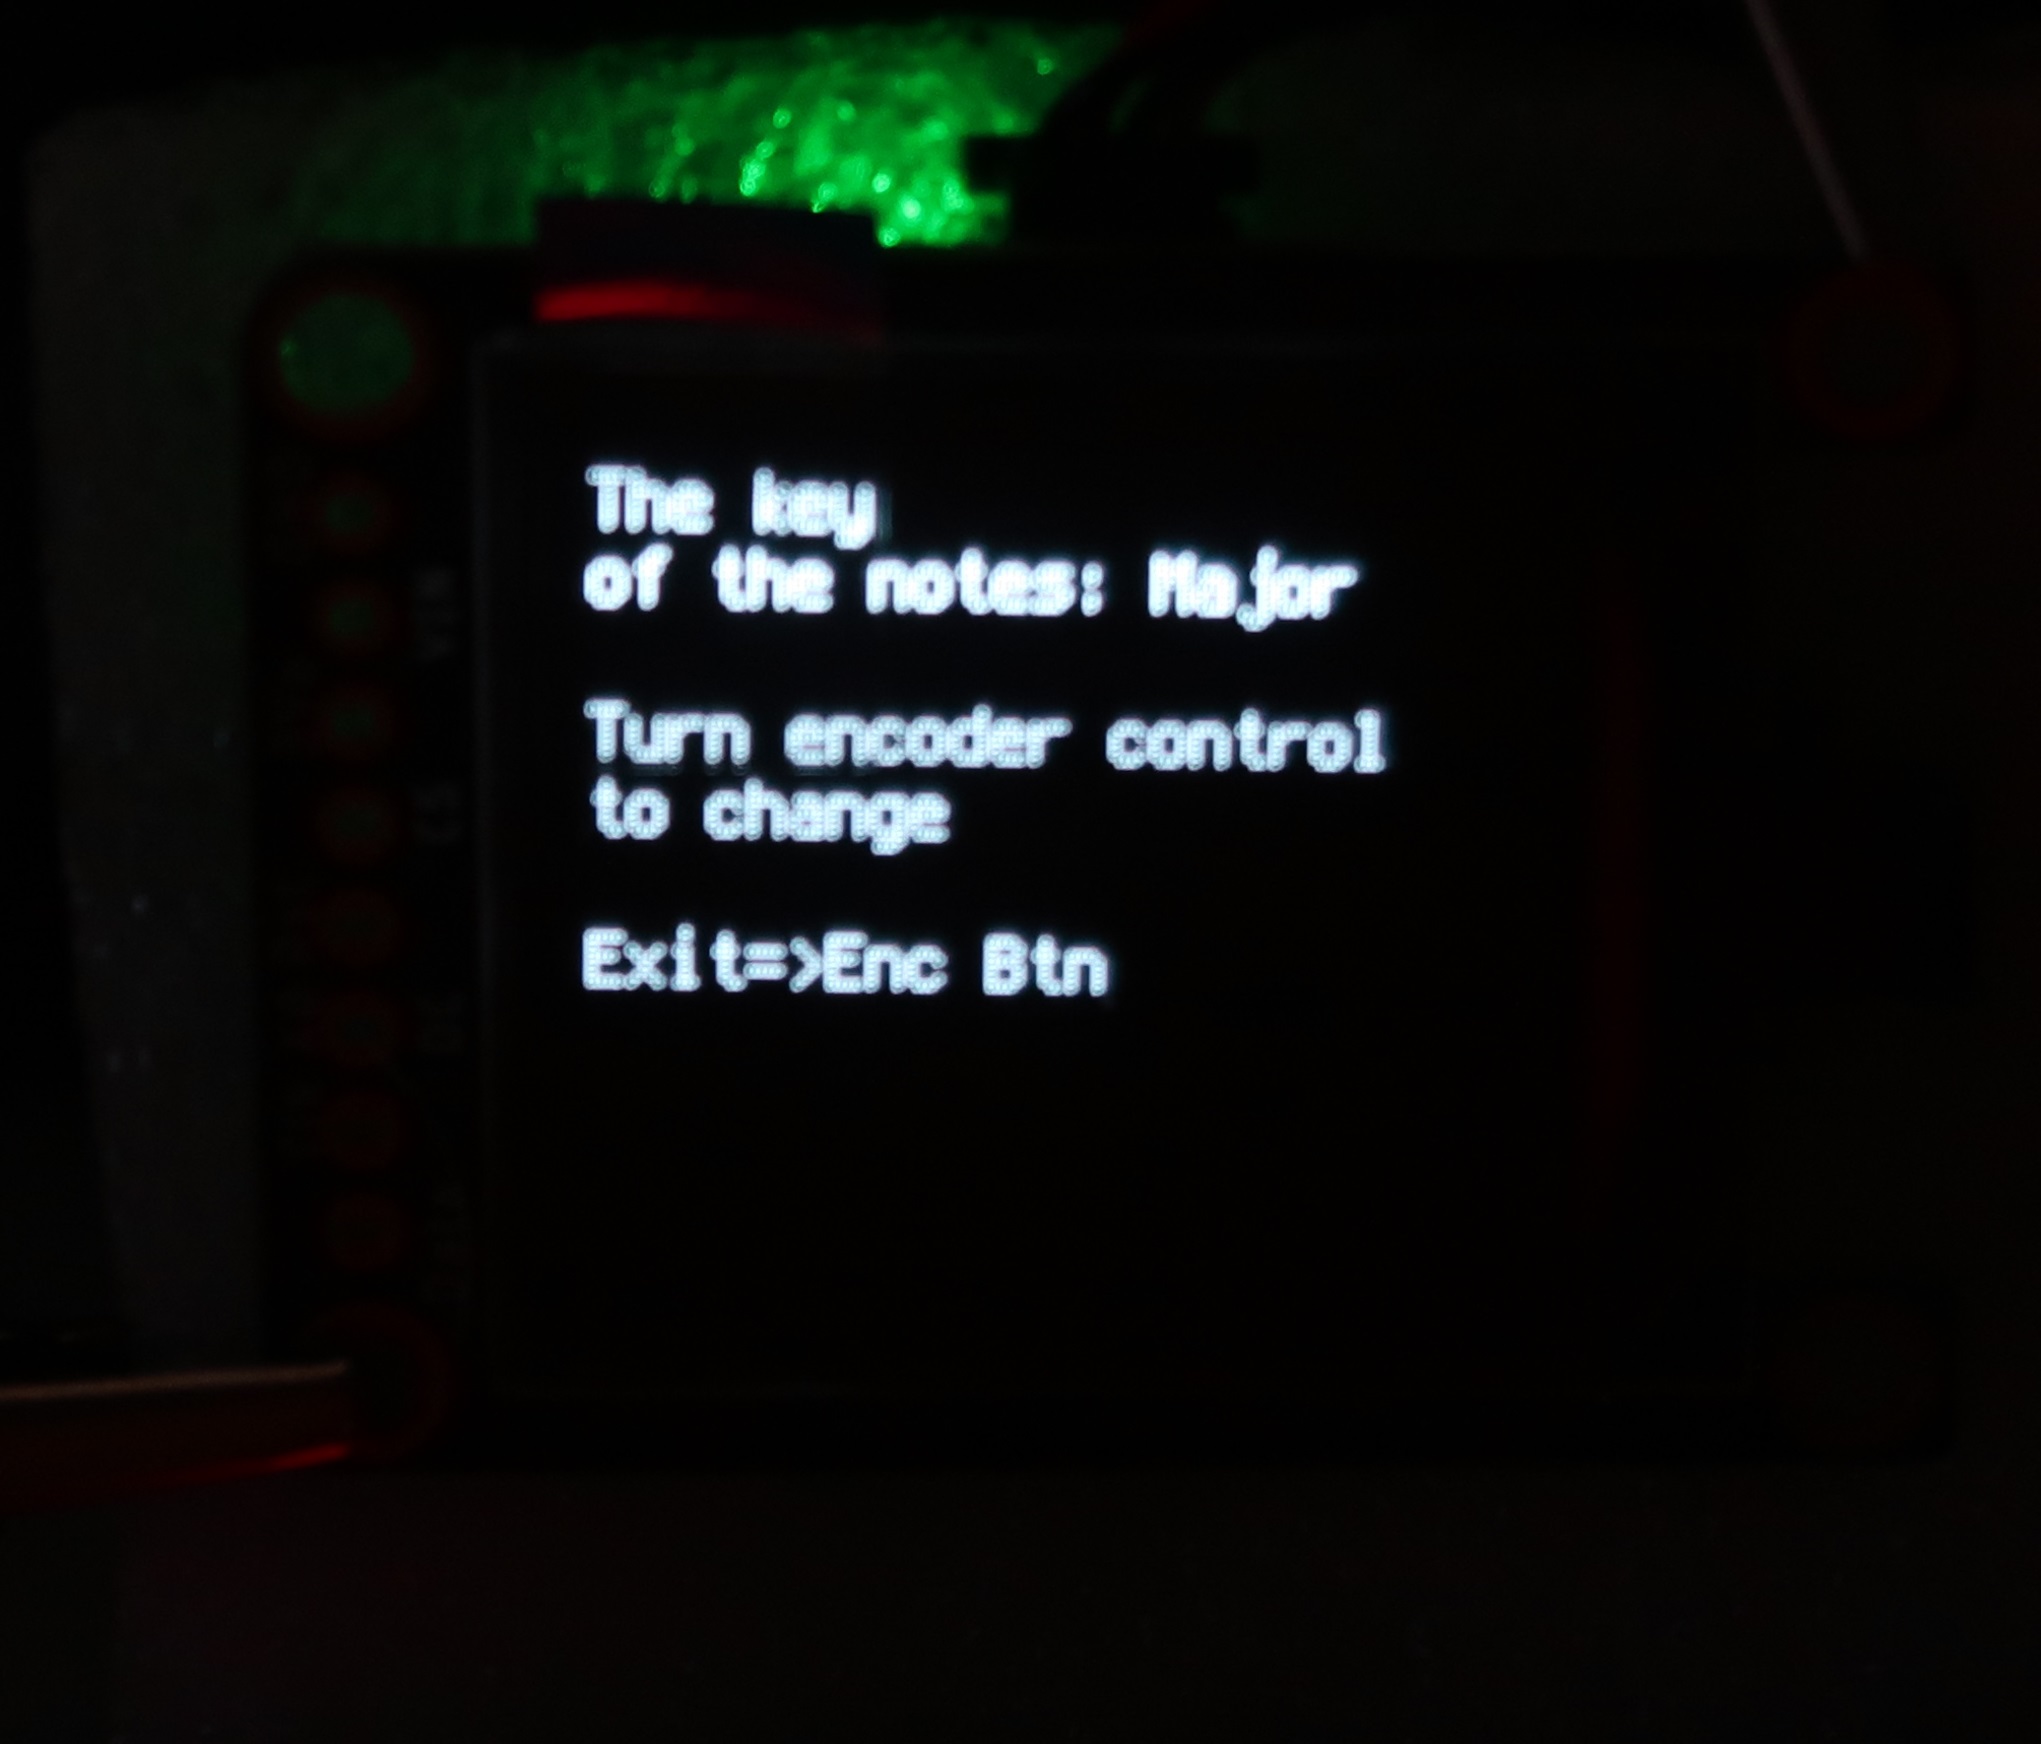 The key
of the notes: Major
Turn encoder control
to change
Exit=>Enc Btn